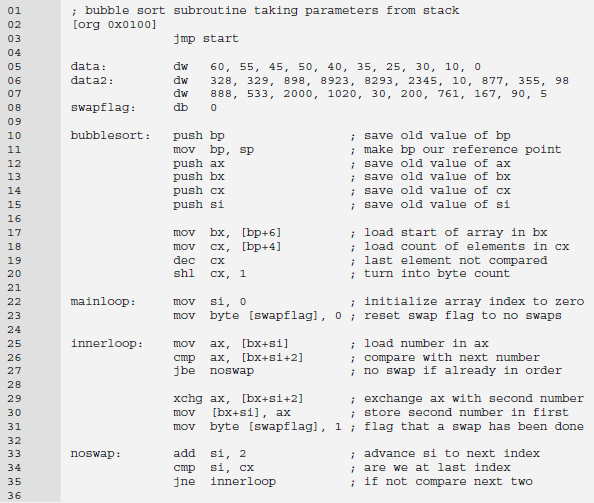 01 ; bubble sort subroutine taking parameters from stack
02 [org 0x0100]
03 jmp start
04
05 data: dw 60, 55, 45, 50, 40, 35, 25, 30, 10, 0
06 data2: dw 328, 329, 898, 8923, 8293, 2345, 10, 877, 355, 98
07 dw 888, 533, 2000, 1020, 30, 200, 761, 167, 90, 5
08 swapflag: db 0
09
10 bubblesort: push bp ; save old value of bp
11 mov bp, sp ; make bp our reference point
12 push ax ; save old value of ax
13 push bx ; save old value of bx
14 push cx ; save old value of cx
15 push si ; save old value of si
16
17 mov bx, [bp+6] ; load start of array in bx
18 mov cx, [bp+4] ; load count of elements in cx
19 dec cx ; last element not compared
20 shl cx, 1 ; turn into byte count
21
22 mainloop: mov si, 0 ; initialize array index to zero
23 mov byte [swapflag], 0 ; reset swap flag to no swaps
24
25 innerloop: mov ax, [bx+si] ; load number in ax
26 cmp ax, [bx+si+2] ; compare with next number
27 jbe noswap ; no swap if already in order
28
29 xchg ax, [bx+si+2] ; exchange ax with second number
30 mov [bx+si], ax ; store second number in first
31 mov byte [swapflag], 1 ; flag that a swap has been done
32
33 noswap: add si, 2 ; advance si to next index
34 cmp si, cx ; are we at last index
35 jne innerloop ; if not compare next two
36